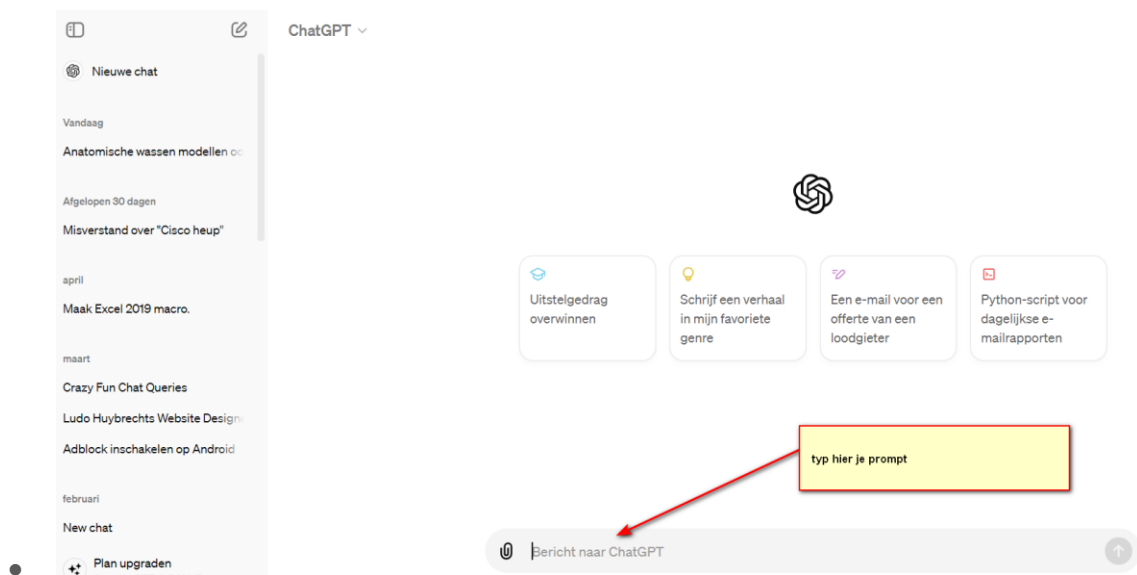 ChatGPT
Nieuwe chat
Vandaag
Anatomische wassen modellen
Afgelopen 30 dagen
Misverstand over "Cisco heup"
april
Maak Excel 2019 macro.
maart
Crazy Fun Chat Queries
Ludo Huybrechts Website Design
Adblock inschakelen op Android
februari
New chat
Plan upgraden
Uitstelgedrag
overwinnen
Schrijf een verhaal
in mijn favoriete
genre
Een e-mail voor een
offerte van een
loodgieter
Python-script voor
dagelijkse e-
mailrapporten
typ hier je prompt
Bericht naar ChatGPT